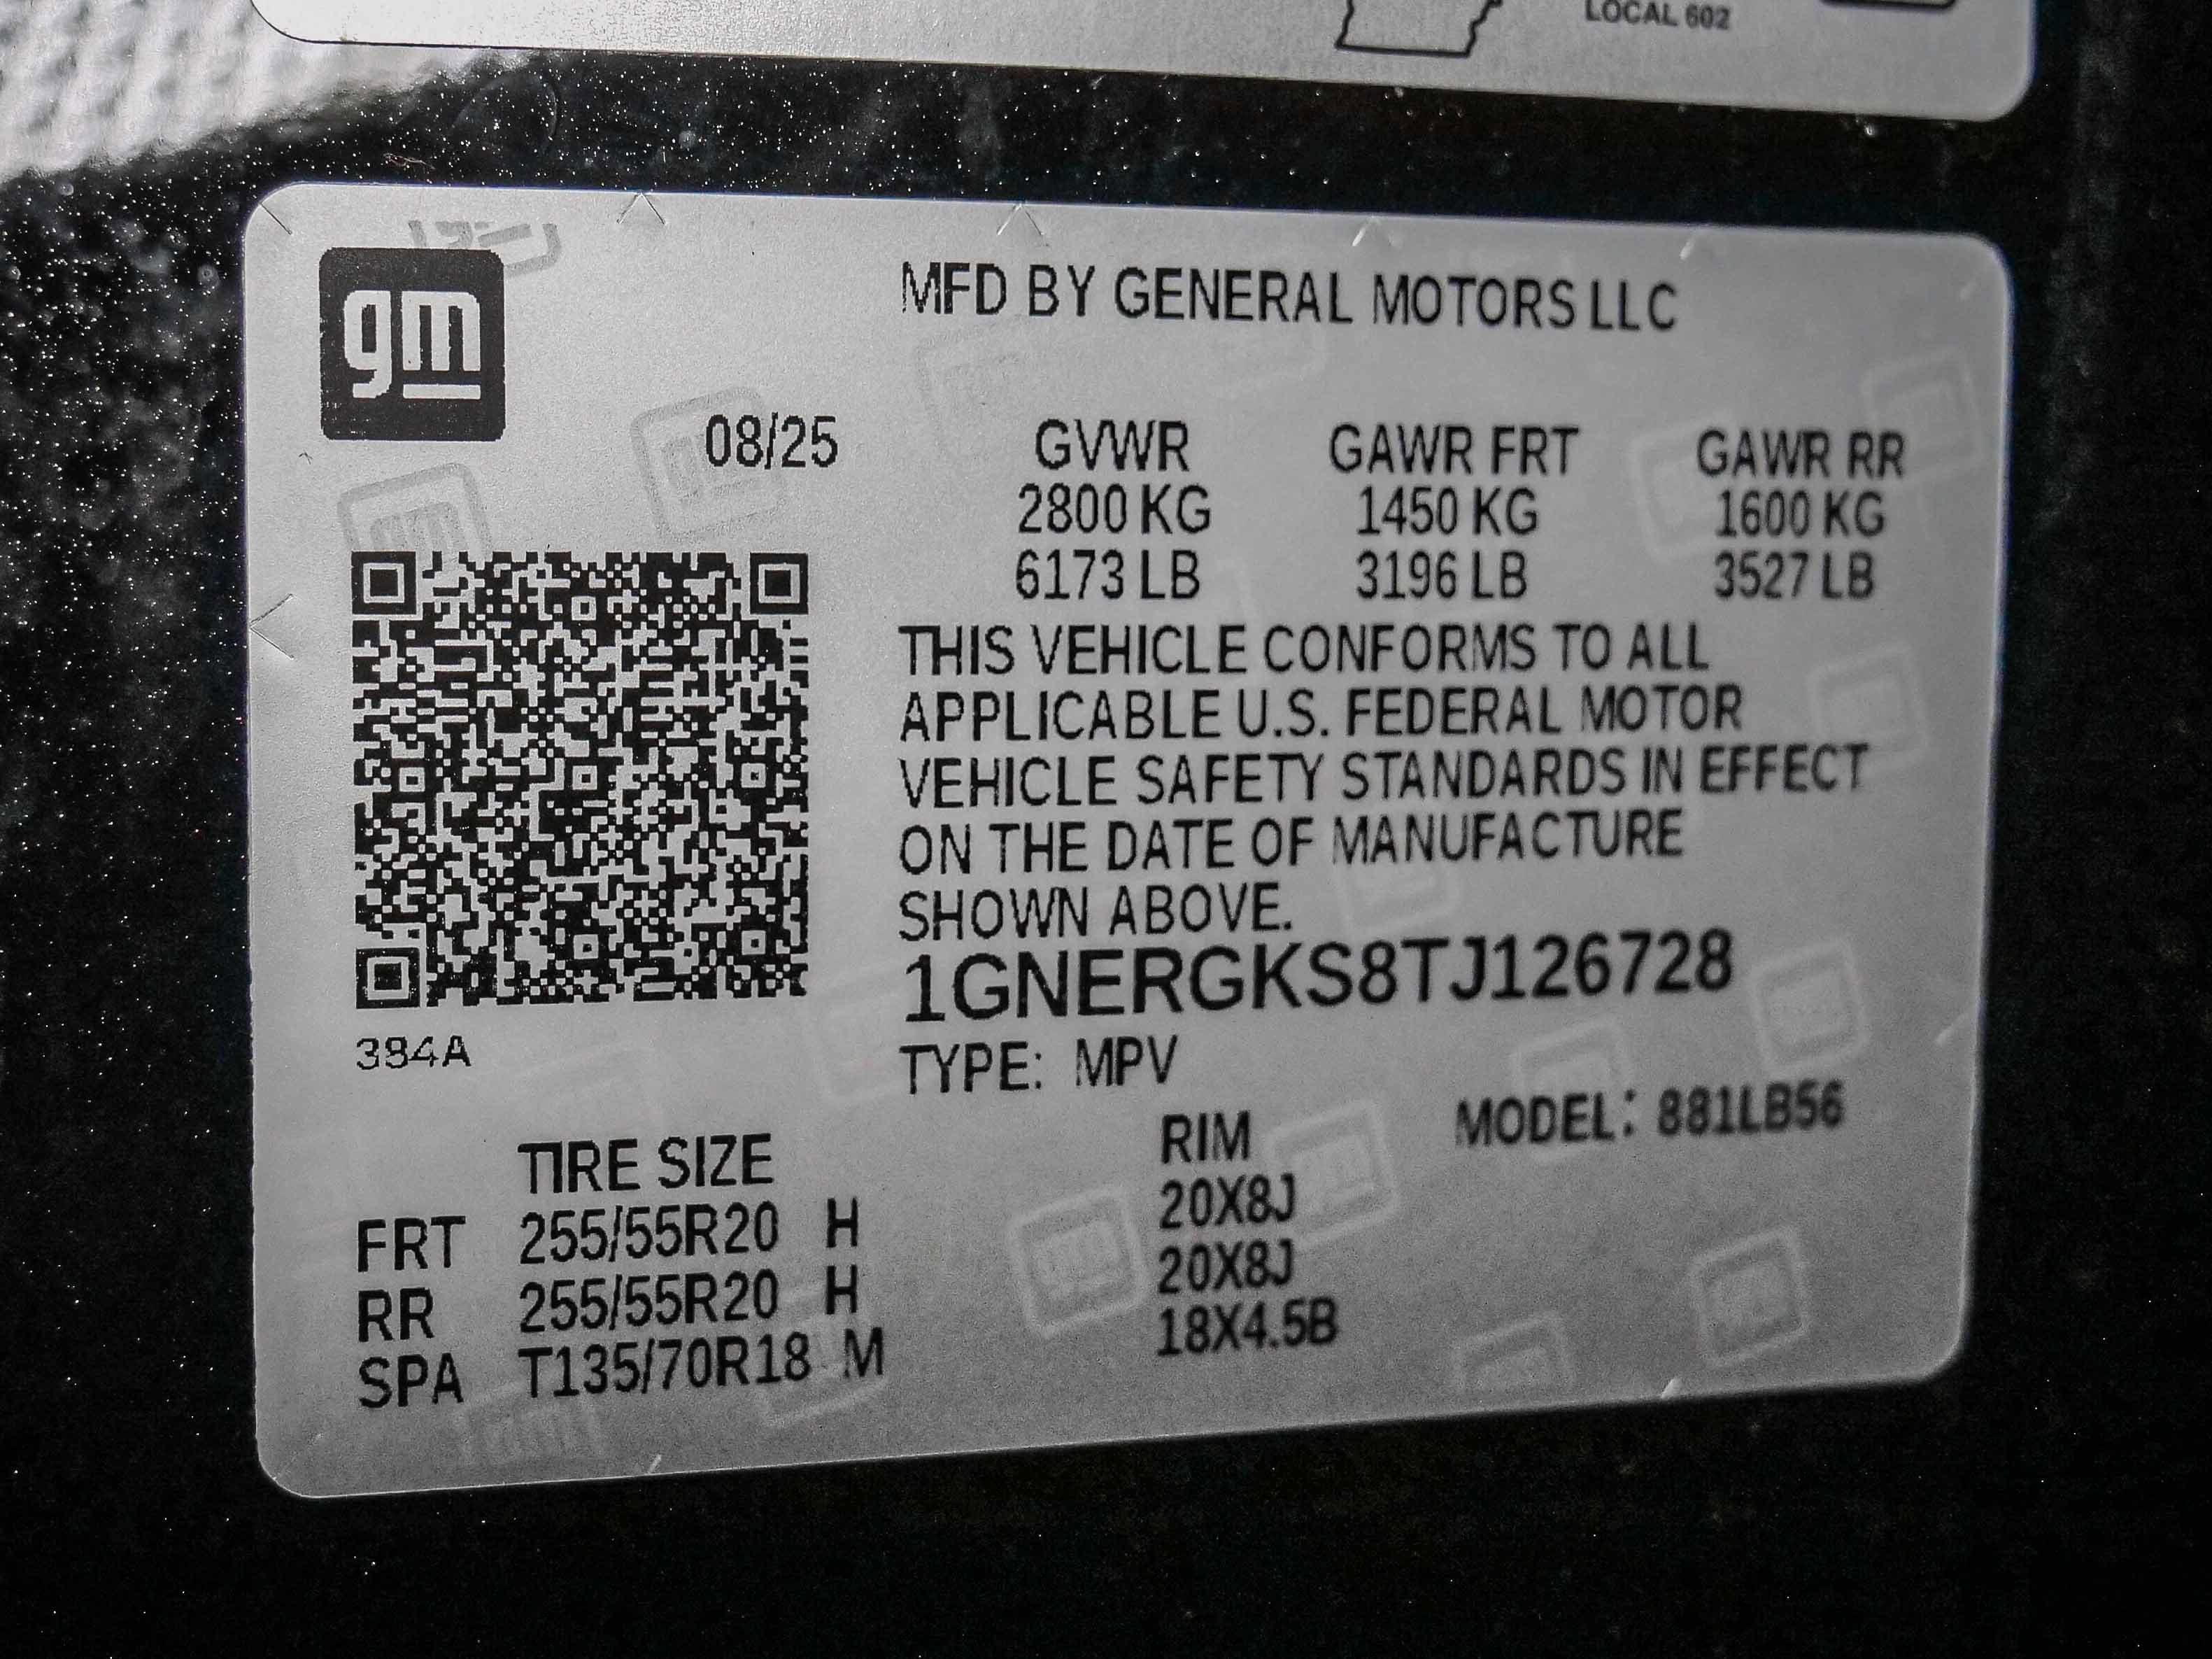 LOCAL 602
gm
MFD BY GENERAL MOTORS LLC
08/25
GVWR GAWR FRT GAWR RR
2800 KG 1450 KG 1600 KG
6173 LB 3196 LB 3527 LB
THIS VEHICLE CONFORMS TO ALL
APPLICABLE U.S. FEDERAL MOTOR
VEHICLE SAFETY STANDARDS IN EFFECT
ON THE DATE OF MANUFACTURE
SHOWN ABOVE.
1GNERGKS8TJ126728
384A
TYPE: MPV
MODEL: 881LB56
TIRE SIZE RIM
FRT 255/55R20 H 20X8J
RR 255/55R20 H 20X8J
SPA T135/70R18 M 18X4.5B